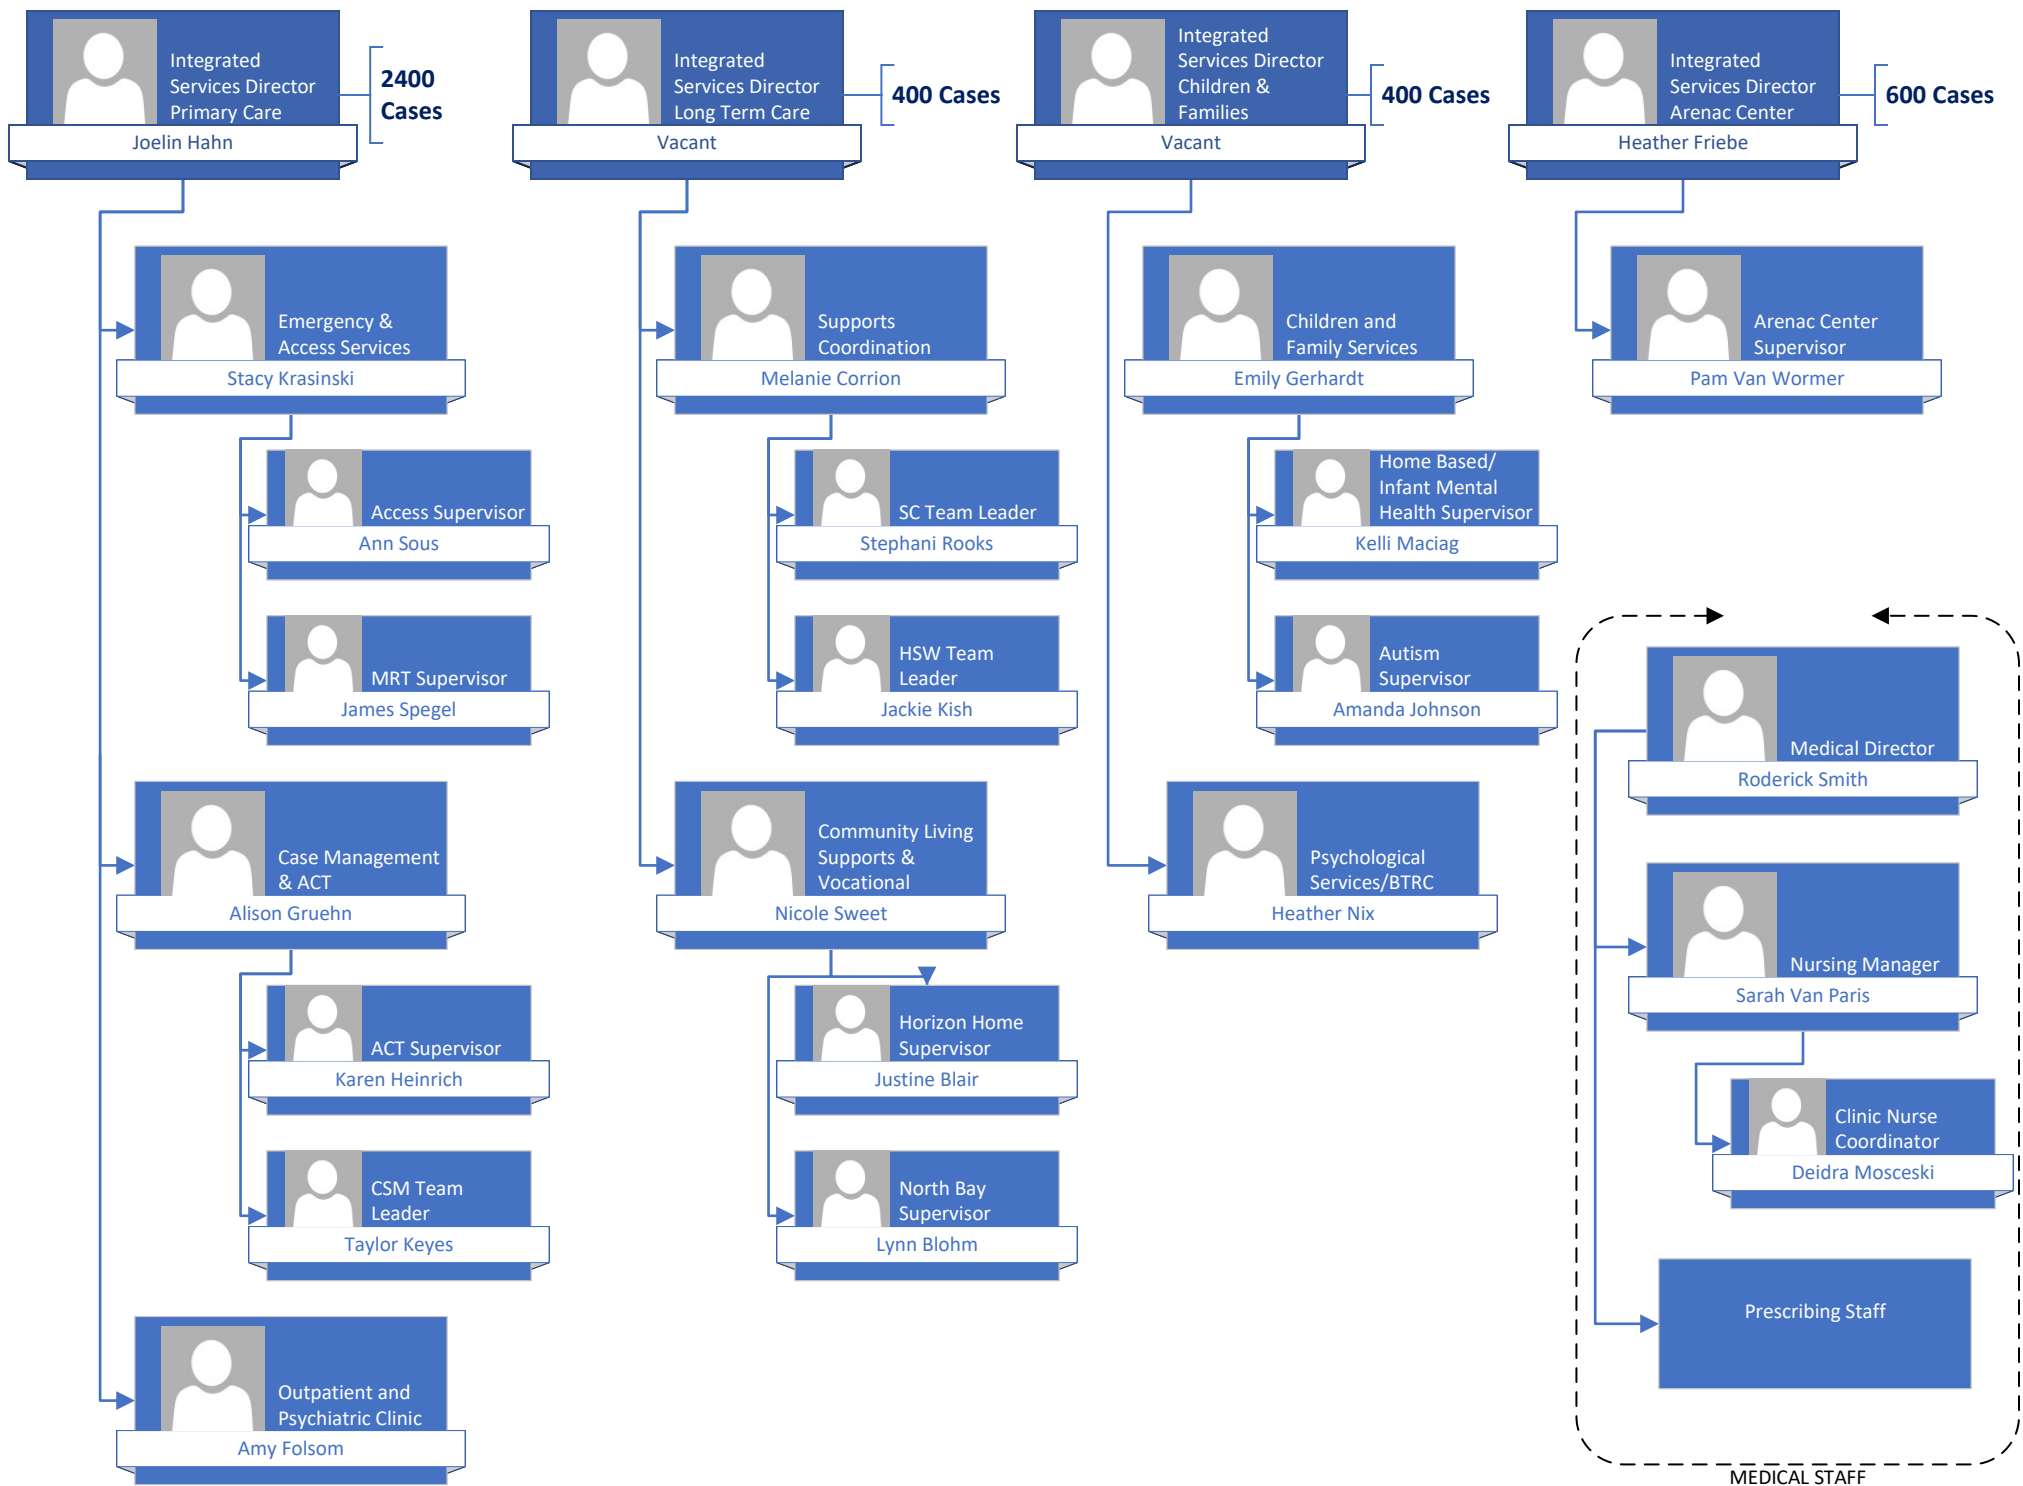 Integrated
Services Director
Primary Care
Joelin Hahn
2400
Cases
Integrated
Services Director
Long Term Care
Vacant
400 Cases
Integrated
Services Director
Children &
Families
Vacant
400 Cases
Integrated
Services Director
Arenac Center
Heather Friebe
600 Cases
Emergency &
Access Services
Stacy Krasinski
Access Supervisor
Ann Sous
MRT Supervisor
James Spegel
Case Management
& ACT
Alison Gruehn
ACT Supervisor
Karen Heinrich
CSM Team
Leader
Taylor Keyes
Outpatient and
Psychiatric Clinic
Amy Folsom
Supports
Coordination
Melanie Corrion
SC Team Leader
Stephani Rooks
HSW Team
Leader
Jackie Kish
Community Living
Supports &
Vocational
Nicole Sweet
Horizon Home
Supervisor
Justine Blair
North Bay
Supervisor
Lynn Blohm
Children and
Family Services
Emily Gerhardt
Home Based/
Infant Mental
Health Supervisor
Kelli Maciag
Autism
Supervisor
Amanda Johnson
Psychological
Services/BTRC
Heather Nix
Arenac Center
Supervisor
Pam Van Wormer
Medical Director
Roderick Smith
Nursing Manager
Sarah Van Paris
Clinic Nurse
Coordinator
Deidra Mosceski
Prescribing Staff
MEDICAL STAFF